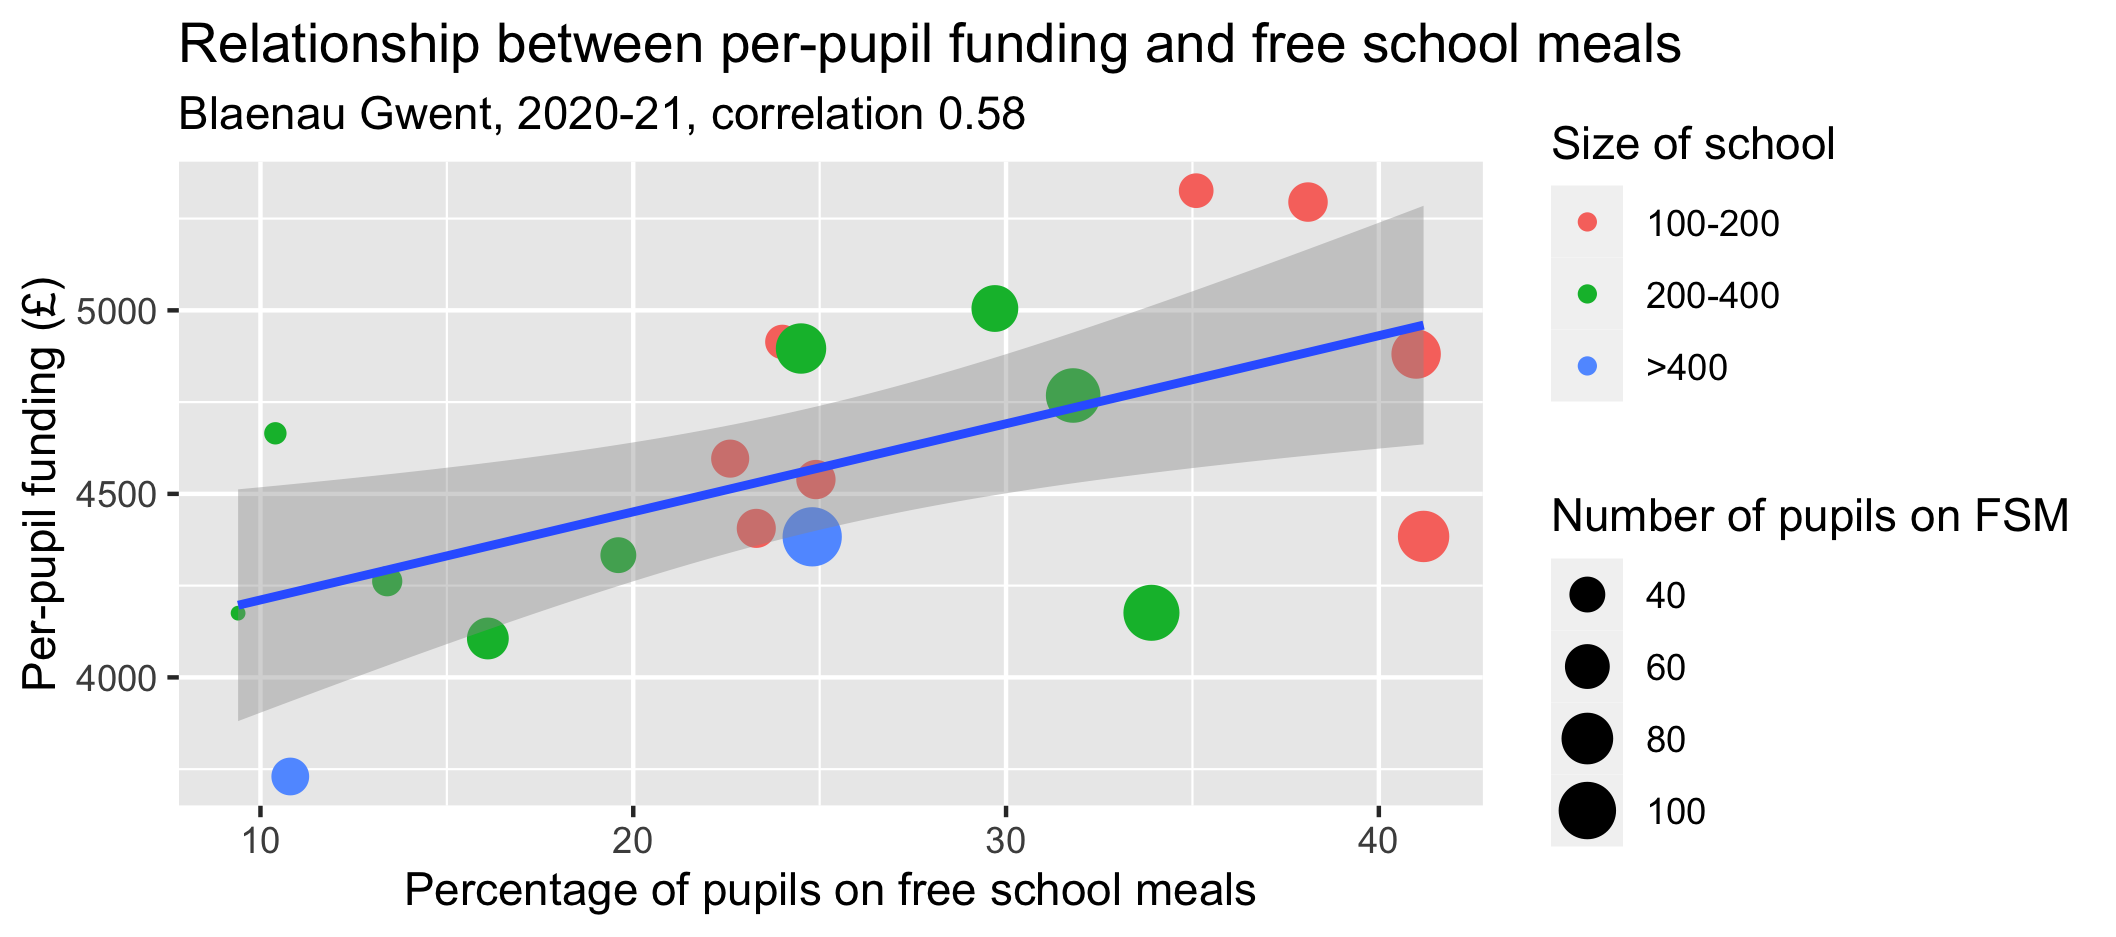 Relationship between per-pupil funding and free school meals
Blaenau Gwent, 2020-21, correlation 0.58
Per-pupil funding (£)
5000
4500
4000
10 20 30 40
Percentage of pupils on free school meals
Size of school
100-200
200-400
>400
Number of pupils on FSM
40
60
80
100